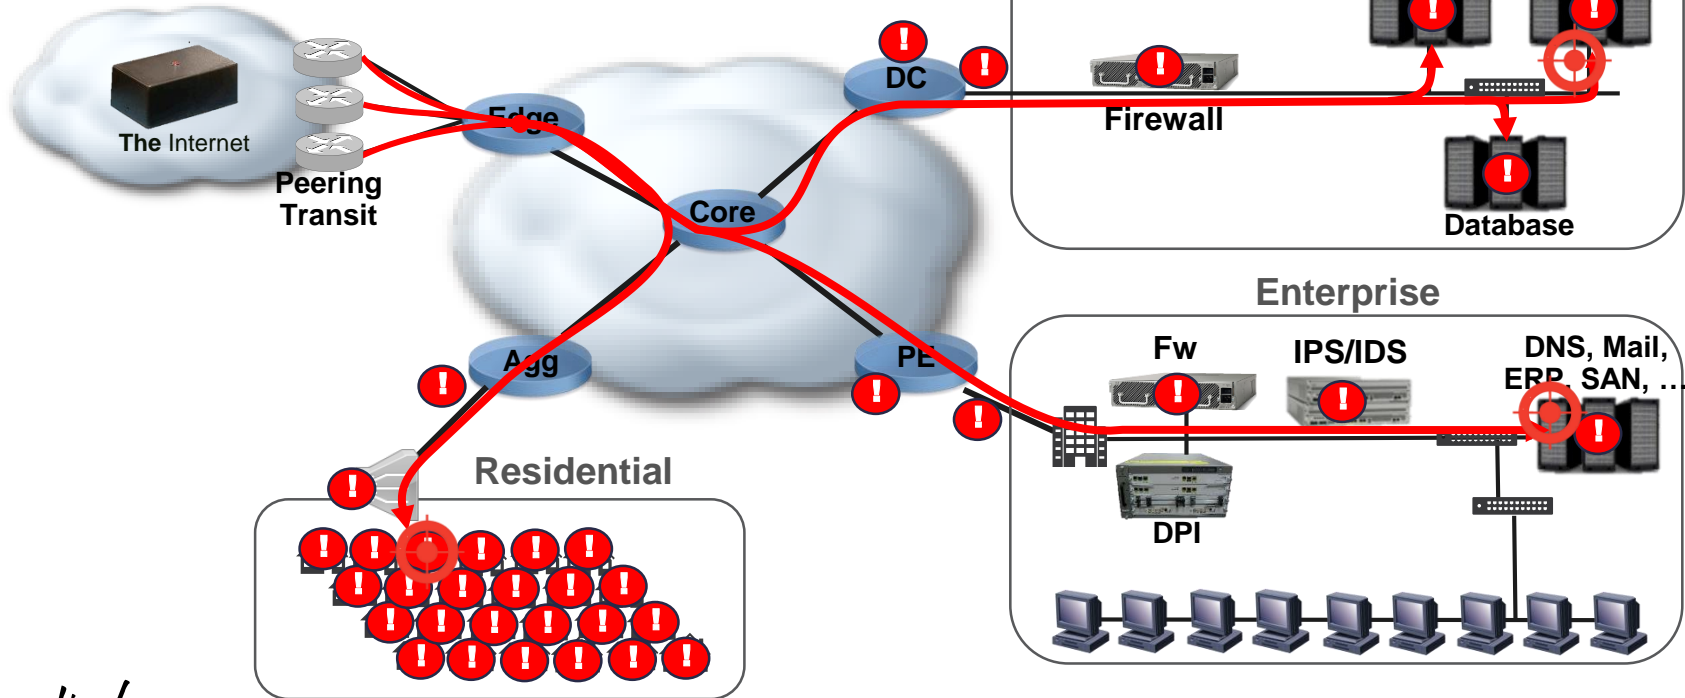 The Internet
Peering
Transit
Edge
Core
DC
Agg
PE
Firewall
Database
Enterprise
Fw
IPS/IDS
DNS, Mail,
ERP, SAN, ...
DPI
Residential